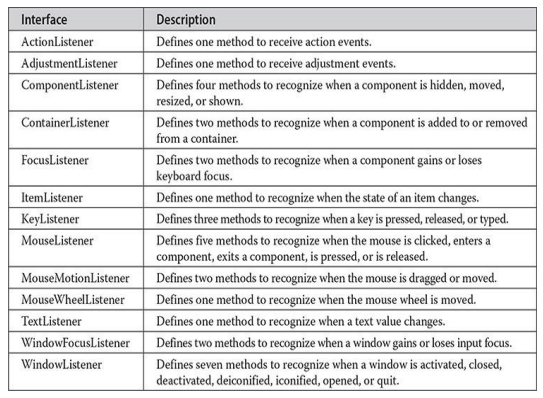 Interface Description
ActionListener Defines one method to receive action events.
AdjustmentListener Defines one method to receive adjustment events.
ComponentListener Defines four methods to recognize when a component is hidden, moved,
resized, or shown.
ContainerListener Defines two methods to recognize when a component is added to or removed
from a container.
FocusListener Defines two methods to recognize when a component gains or loses
keyboard focus.
ItemListener Defines one method to recognize when the state of an item changes.
KeyListener Defines three methods to recognize when a key is pressed, released, or typed.
MouseListener Defines five methods to recognize when the mouse is clicked, enters a
component, exits a component, is pressed, or is released.
MouseMotionListener Defines two methods to recognize when the mouse is dragged or moved.
MouseWheelListener Defines one method to recognize when the mouse wheel is moved.
TextListener Defines one method to recognize when a text value changes.
WindowFocusListener Defines two methods to recognize when a window gains or loses input focus.
WindowListener Defines seven methods to recognize when a window is activated, closed,
deactivated, deiconified, iconified, opened, or quit.